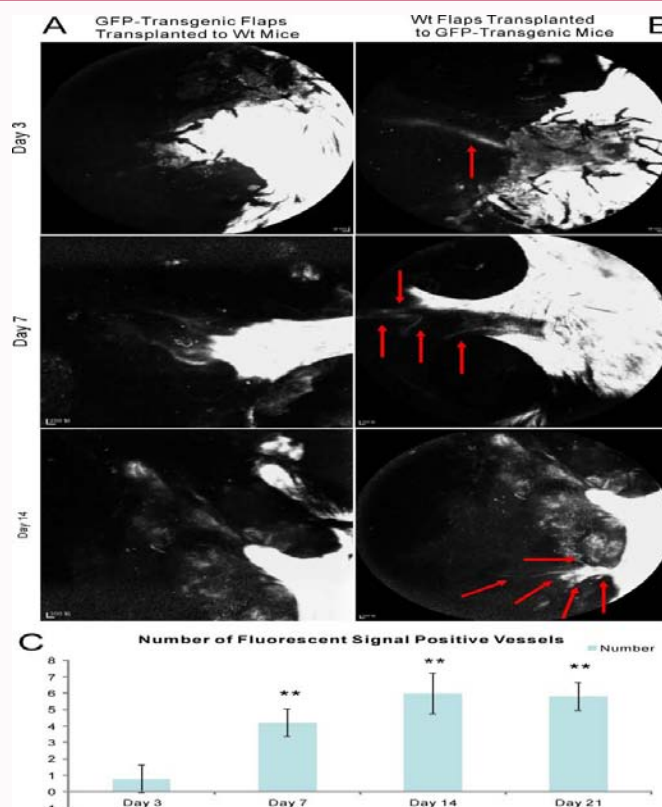 A
GFP-Transgenic Flaps
Transplanted to Wt Mice
Wt Flaps Transplanted
to GFP-Transgenic Mice
B
Day 3
Day 7
Day 14
C
Number of Fluorescent Signal Positive Vessels
Number
8
7
6
5
4
3
2
1
0
**
**
**
Day 3
Day 7
Day 14
Day 21